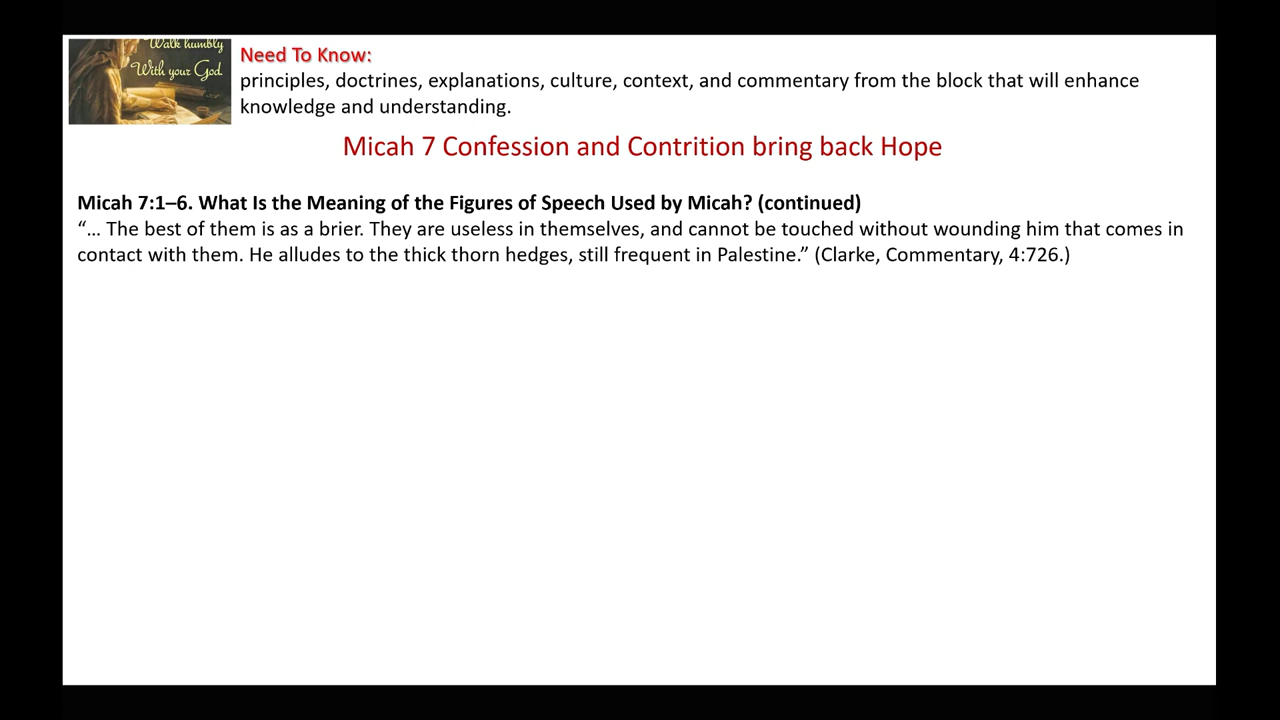 Walk humbly
With your God.
Need To Know:
principles, doctrines, explanations, culture, context, and commentary from the block that will enhance
knowledge and understanding.
Micah 7 Confession and Contrition bring back Hope
Micah 7:1–6. What Is the Meaning of the Figures of Speech Used by Micah? (continued)
“… The best of them is as a brier. They are useless in themselves, and cannot be touched without wounding him that comes in
contact with them. He alludes to the thick thorn hedges, still frequent in Palestine.” (Clarke, Commentary, 4:726.)